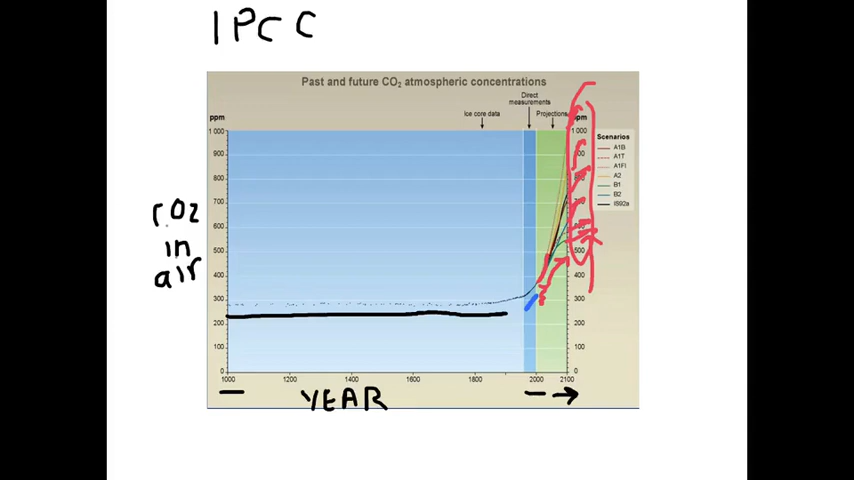 IPCC
Past and future CO₂ atmospheric concentrations
Direct
measurements
Ice core data
Projections
ppm
ppm
1 000
900
800
700
600
500
400
300
200
100
0
1 000
900
800
700
600
500
400
300
200
100
0
Scenarios
A1B
A1T
A1FI
A2
B1
B2
IS92a
CO2
in
air
1000 1200 1400 1600 1800 2000 2100
YEAR